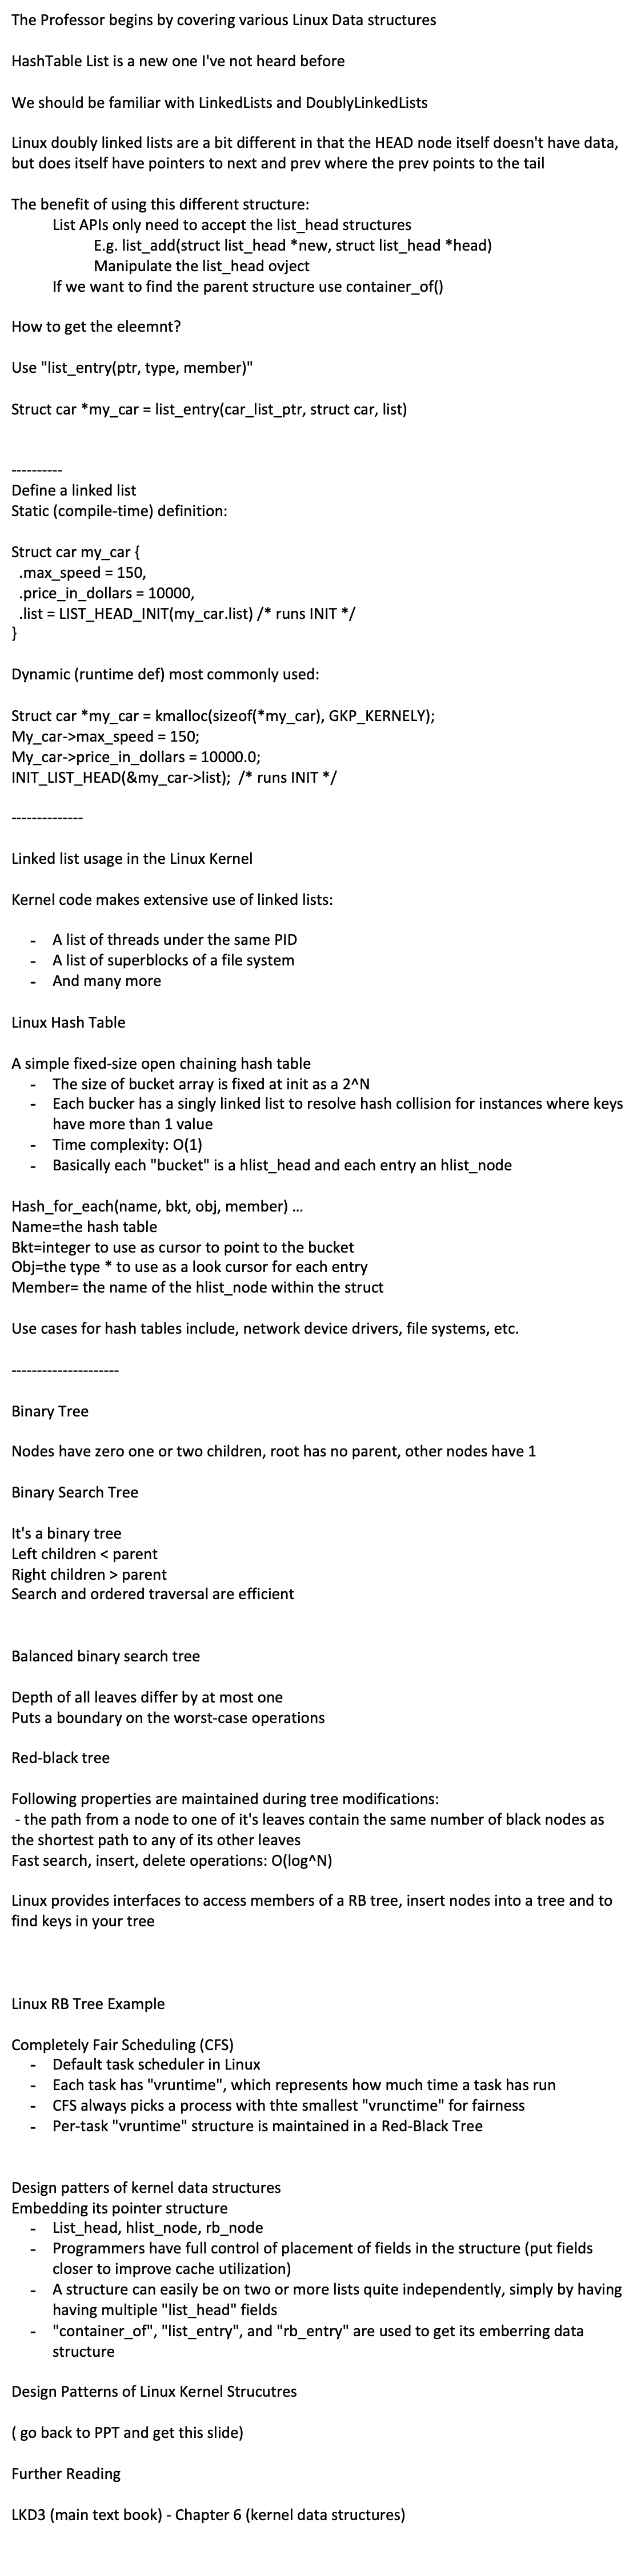 The Professor begins by covering various Linux Data structures
HashTable List is a new one I've not heard before
We should be familiar with LinkedLists and DoublyLinkedLists
Linux doubly linked lists are a bit different in that the HEAD node itself doesn't have data,
but does itself have pointers to next and prev where the prev points to the tail
The benefit of using this different structure:
List APIs only need to accept the list_head structures
E.g. list_add(struct list_head *new, struct list_head *head)
Manipulate the list_head ovject
If we want to find the parent structure use container_of()
How to get the eleemnt?
Use "list_entry(ptr, type, member)"
Struct car *my_car = list_entry(car_list_ptr, struct car, list)
----------
Define a linked list
Static (compile-time) definition:
Struct car my_car {
.max_speed = 150,
.price_in_dollars = 10000,
.list = LIST_HEAD_INIT(my_car.list) /* runs INIT */
}
Dynamic (runtime def) most commonly used:
Struct car *my_car = kmalloc(sizeof(*my_car), GKP_KERNELY);
My_car->max_speed = 150;
My_car->price_in_dollars = 10000.0;
INIT_LIST_HEAD(&my_car->list); /* runs INIT */
--------------
Linked list usage in the Linux Kernel
Kernel code makes extensive use of linked lists:
- A list of threads under the same PID
- A list of superblocks of a file system
- And many more
Linux Hash Table
A simple fixed-size open chaining hash table
- The size of bucket array is fixed at init as a 2^N
- Each bucker has a singly linked list to resolve hash collision for instances where keys
have more than 1 value
- Time complexity: O(1)
- Basically each "bucket" is a hlist_head and each entry an hlist_node
Hash_for_each(name, bkt, obj, member) ...
Name=the hash table
Bkt=integer to use as cursor to point to the bucket
Obj=the type * to use as a look cursor for each entry
Member= the name of the hlist_node within the struct
Use cases for hash tables include, network device drivers, file systems, etc.
---------------------
Binary Tree
Nodes have zero one or two children, root has no parent, other nodes have 1
Binary Search Tree
It's a binary tree
Left children < parent
Right children > parent
Search and ordered traversal are efficient
Balanced binary search tree
Depth of all leaves differ by at most one
Puts a boundary on the worst-case operations
Red-black tree
Following properties are maintained during tree modifications:
- the path from a node to one of it's leaves contain the same number of black nodes as
the shortest path to any of its other leaves
Fast search, insert, delete operations: O(log^N)
Linux provides interfaces to access members of a RB tree, insert nodes into a tree and to
find keys in your tree
Linux RB Tree Example
Completely Fair Scheduling (CFS)
- Default task scheduler in Linux
- Each task has "vruntime", which represents how much time a task has run
- CFS always picks a process with thte smallest "vrunctime" for fairness
- Per-task "vruntime" structure is maintained in a Red-Black Tree
Design patters of kernel data structures
Embedding its pointer structure
- List_head, hlist_node, rb_node
- Programmers have full control of placement of fields in the structure (put fields
closer to improve cache utilization)
- A structure can easily be on two or more lists quite independently, simply by having
having multiple "list_head" fields
- "container_of", "list_entry", and "rb_entry" are used to get its emberring data
structure
Design Patterns of Linux Kernel Strucutres
( go back to PPT and get this slide)
Further Reading
LKD3 (main text book) - Chapter 6 (kernel data structures)